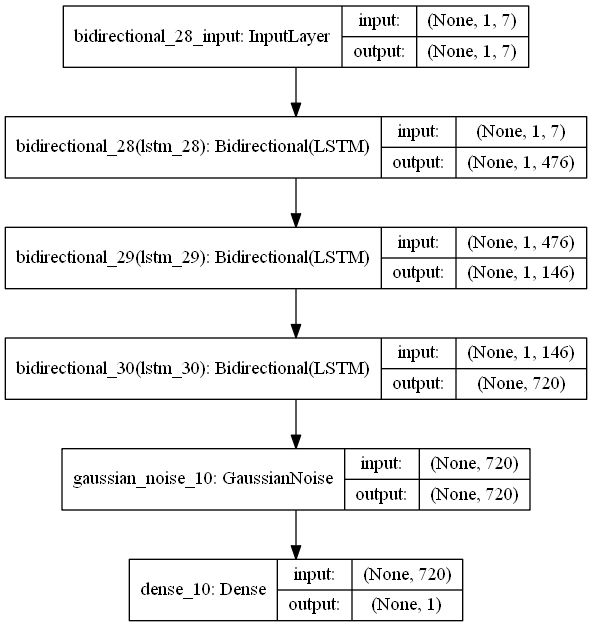 bidirectional_28_input: InputLayer
input: (None, 1, 7)
output: (None, 1, 7)
bidirectional_28(lstm_28): Bidirectional(LSTM)
input: (None, 1, 7)
output: (None, 1, 476)
bidirectional_29(lstm_29): Bidirectional(LSTM)
input: (None, 1, 476)
output: (None, 1, 146)
bidirectional_30(lstm_30): Bidirectional(LSTM)
input: (None, 1, 146)
output: (None, 720)
gaussian_noise_10: GaussianNoise
input: (None, 720)
output: (None, 720)
dense_10: Dense
input: (None, 720)
output: (None, 1)